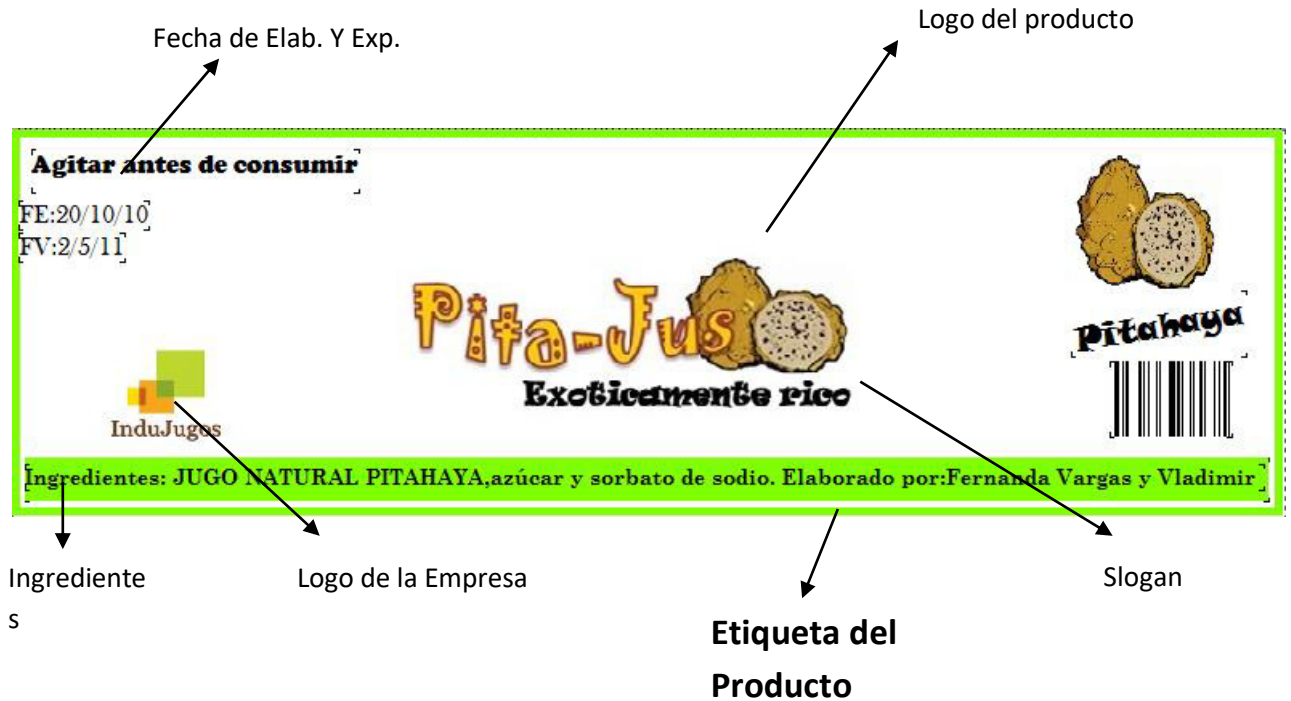 Logo del producto
Fecha de Elab. Y Exp.
Agitar antes de consumir
FE:20/10/10
FV:2/5/11
Pita-Jus
Exoticamente rico
Pitahaya
InduJugos
Ingredientes: JUGO NATURAL PITAHAYA,azúcar y sorbato de sodio. Elaborado por:Fernanda Vargas y Vladimir
Ingrediente
s
Logo de la Empresa
Slogan
Etiqueta del
Producto